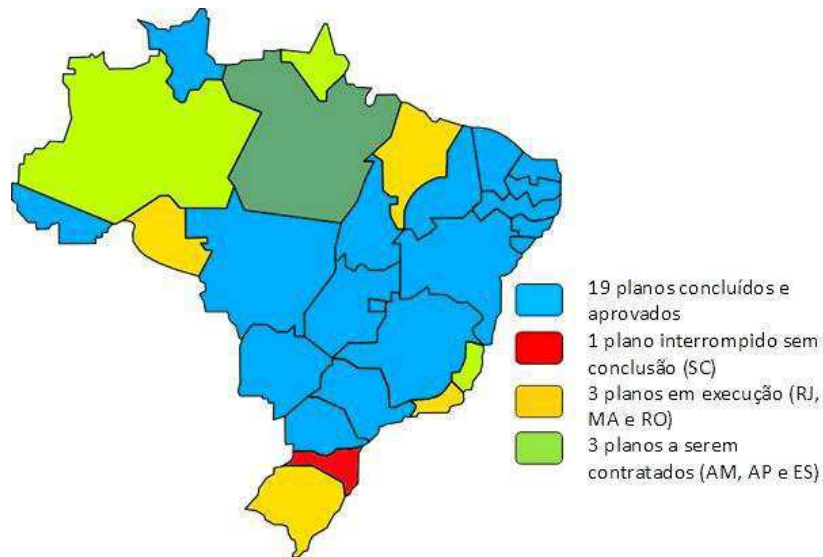 19 planos concluídos e
aprovados
1 plano interrompido sem
conclusão (SC)
3 planos em execução (RJ,
MA e RO)
3 planos a serem
contratados (AM, AP e ES)